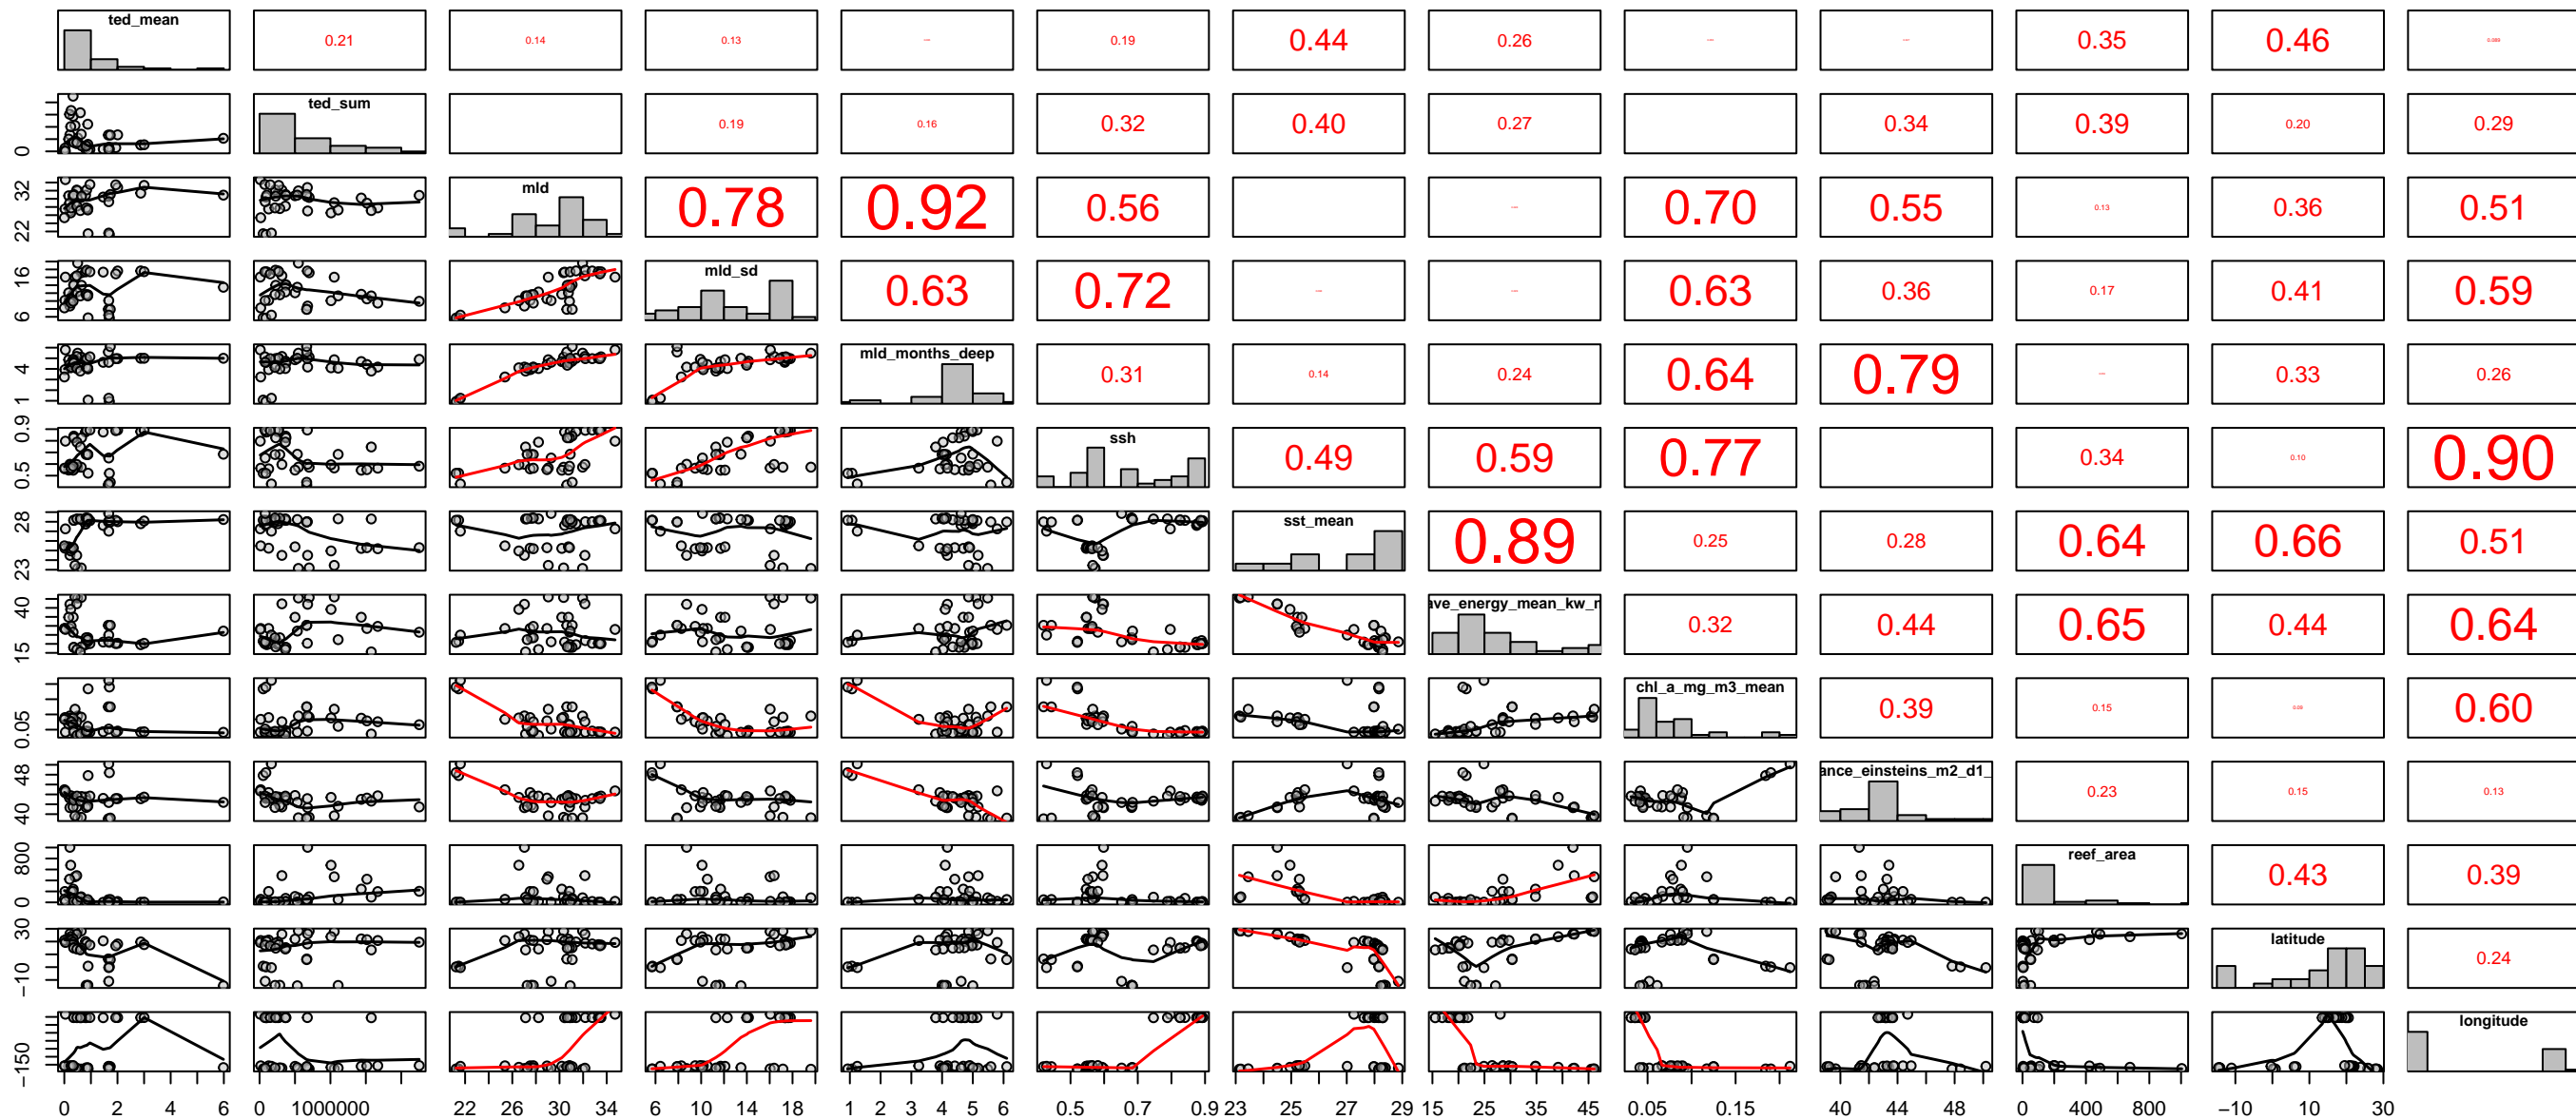 ted_mean 0.21 0.14 0.13 0.19 0.44 0.26 0.35 0.46 0.089
0 ted_sum 0.19 0.16 0.32 0.40 0.27 0.34 0.39 0.20 0.29
22 32 mld 0.78 0.92 0.56 0.70 0.55 0.13 0.36 0.51
6 16 mld_sd 0.63 0.72 0.63 0.36 0.17 0.41 0.59
1 4 mld_months_deep 0.31 0.14 0.24 0.64 0.79 0.33 0.26
0.5 0.9 ssh 0.49 0.59 0.77 0.34 0.10 0.90
23 28 sst_mean 0.89 0.25 0.28 0.64 0.66 0.51
15 40 ave_energy_mean_kw_r 0.32 0.44 0.65 0.44 0.64
0.05 chl_a_mg_m3_mean 0.39 0.15 0.60
40 48 ance_einsteins_m2_d1_ 0.23 0.15 0.13
0 800 reef_area 0.43 0.39
−10 30 latitude 0.24
−150 longitude
0 2 4 6 0 1000000 22 26 30 34 6 10 14 18 1 2 3 4 5 6 0.5 0.7 0.9 23 25 27 29 15 25 35 45 0.05 0.15 40 44 48 0 400 800 −10 10 30